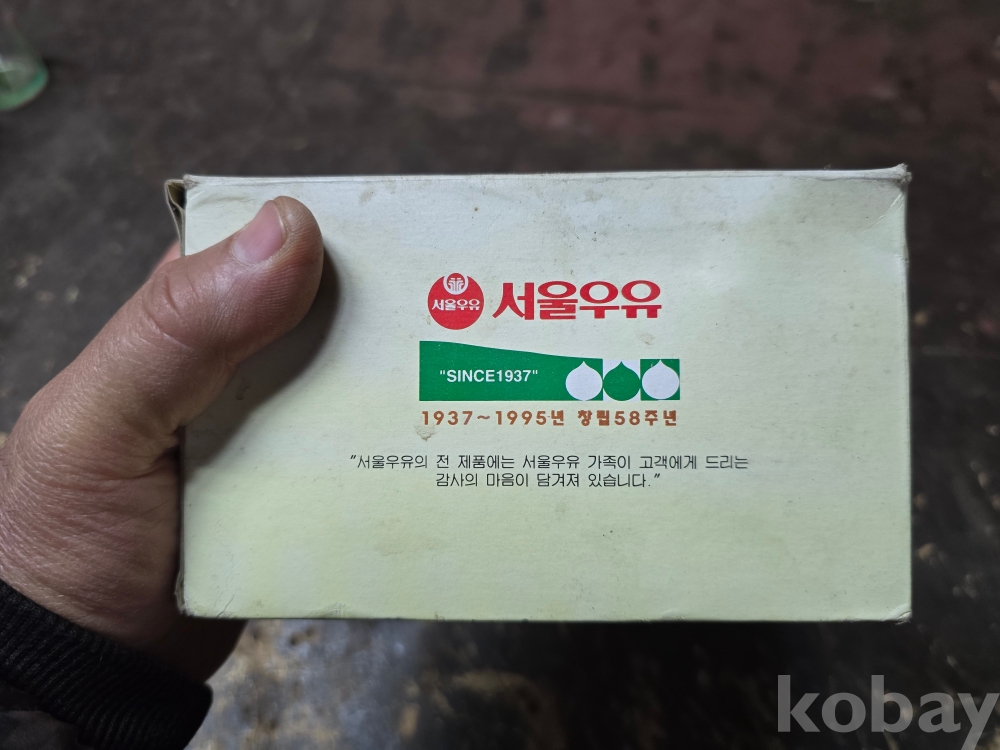 서울우유 서울우유
"SINCE1937"
1937~1995년 창립58주년
"서울우유의 전 제품에는 서울우유 가족이 고객에게 드리는
감사의 마음이 담겨져 있습니다."
kobay